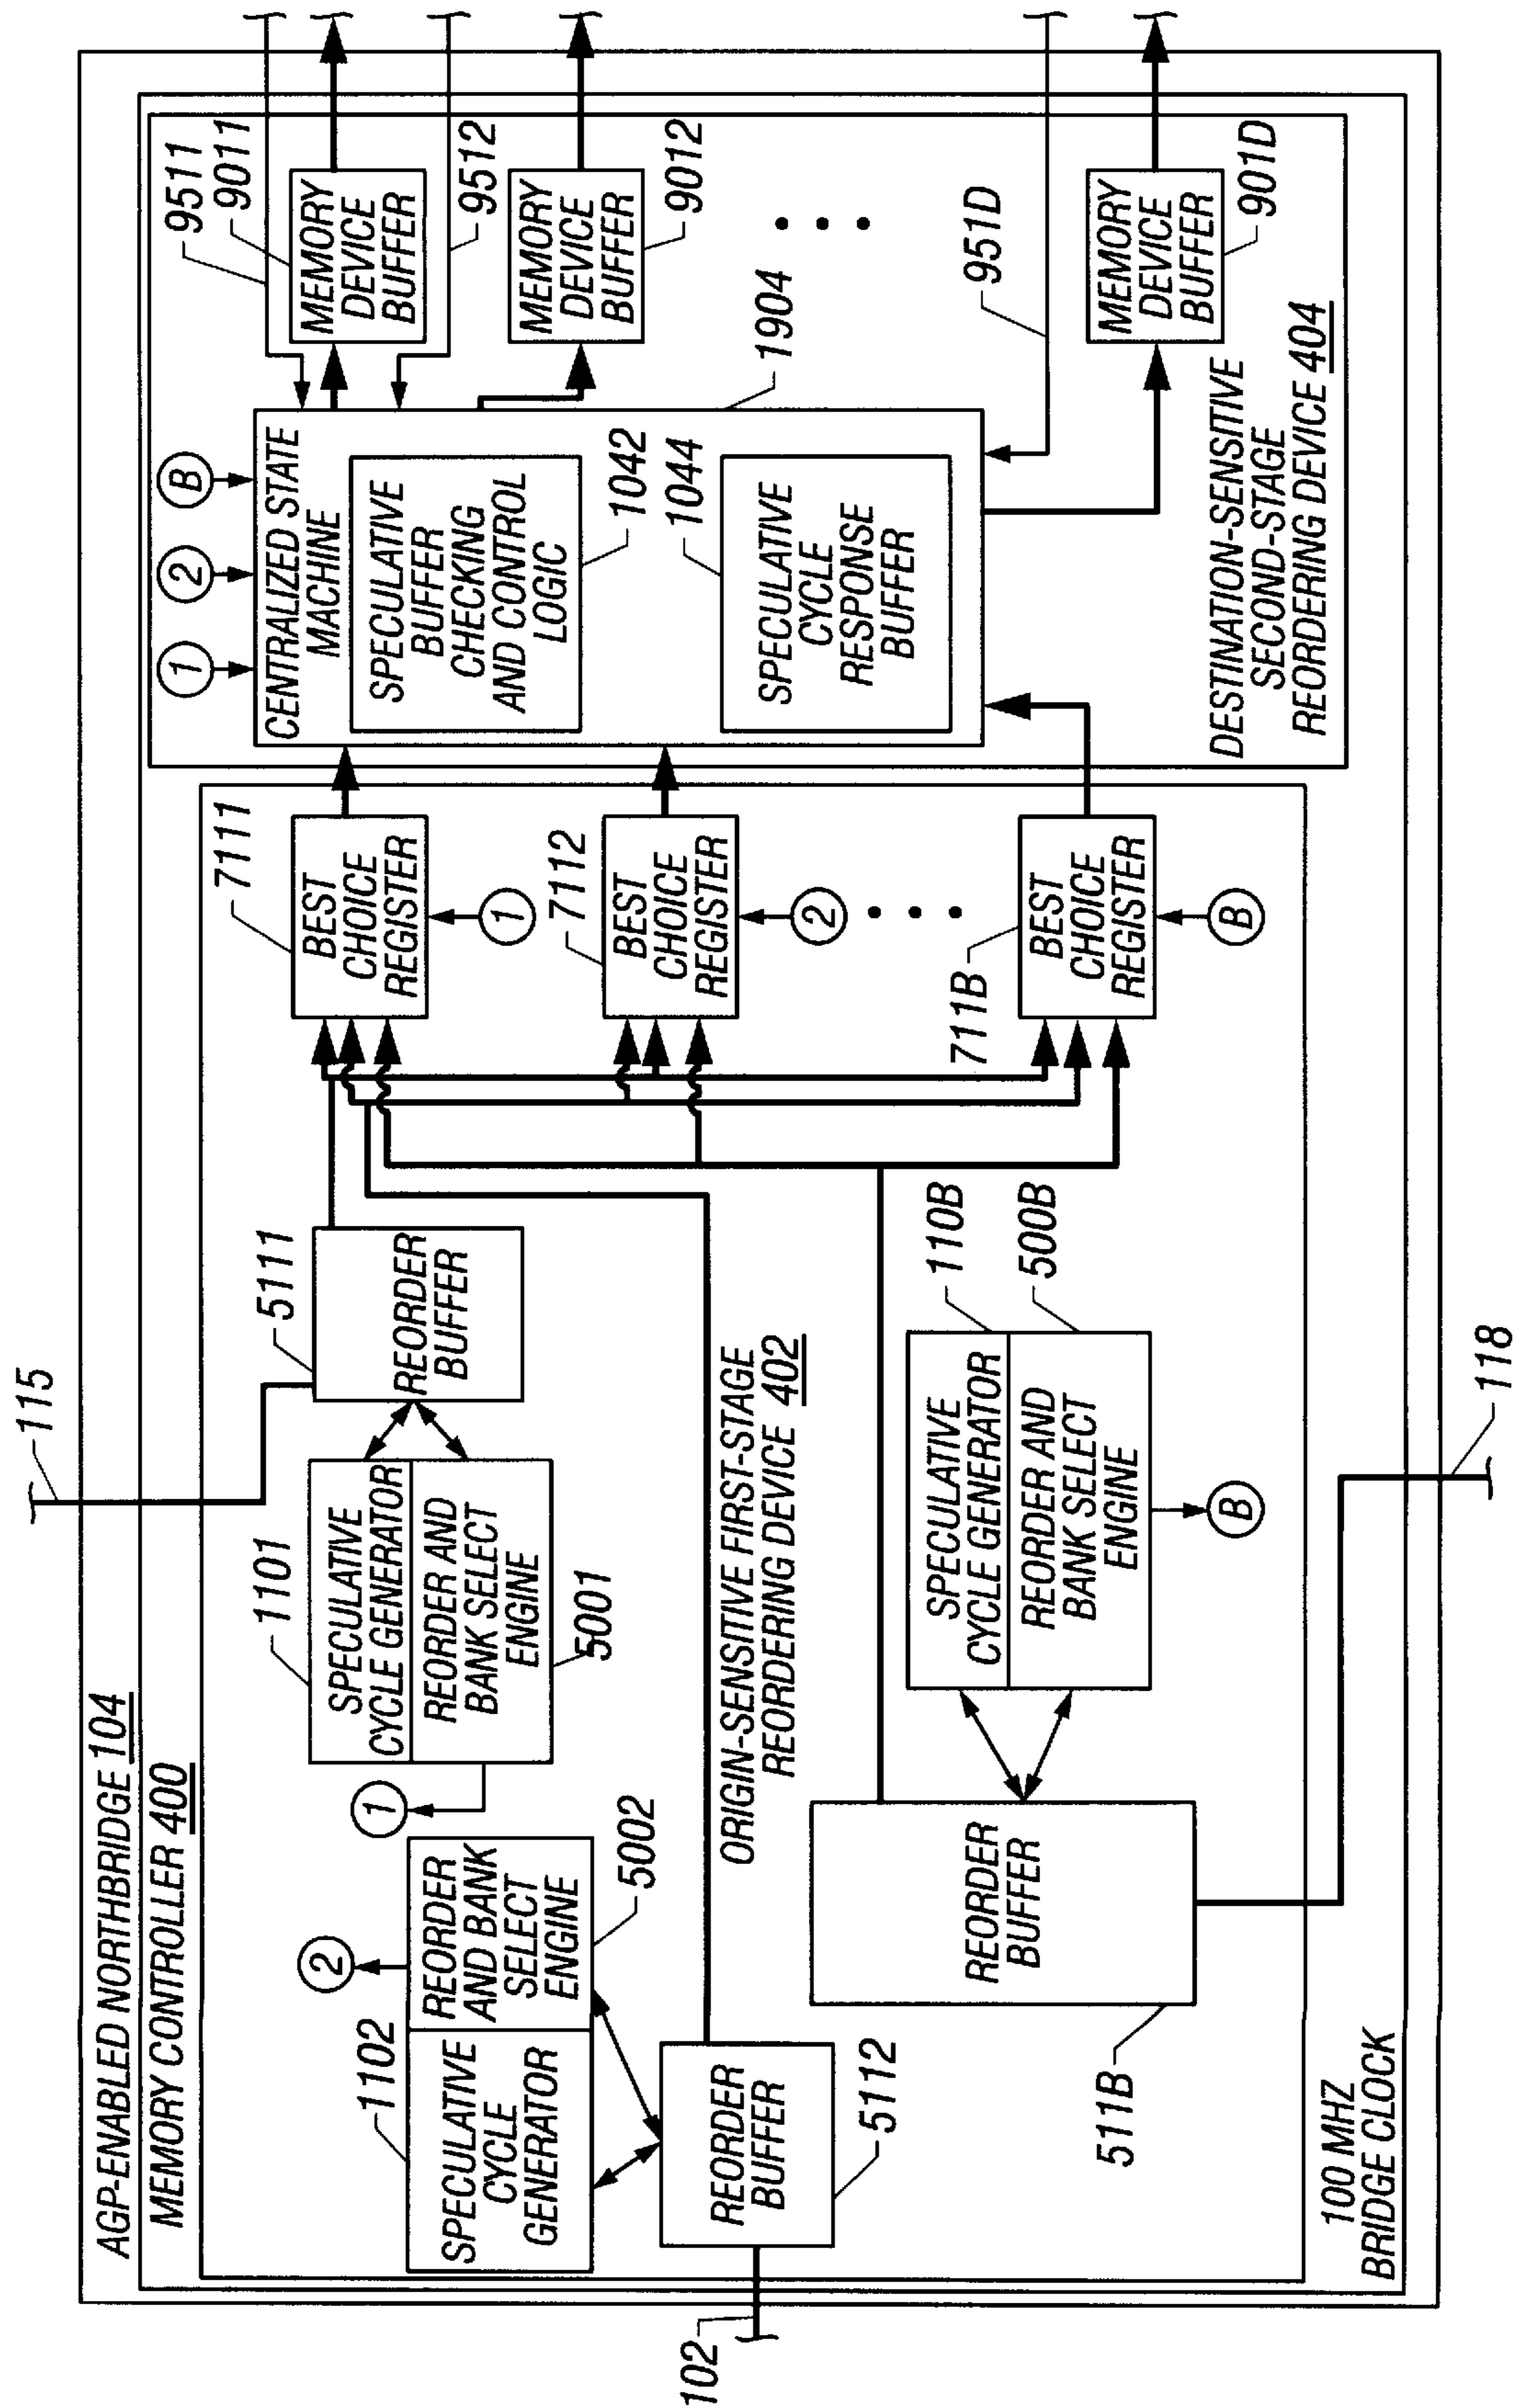 AGP-ENABLED NORTHBRIDGE 104
MEMORY CONTROLLER 400
115
1102
SPECULATIVE
CYCLE
GENERATOR
REORDER
AND BANK
SELECT
ENGINE
5002
2
1
1101
SPECULATIVE
CYCLE GENERATOR
REORDER AND
BANK SELECT
ENGINE
5001
5111
REORDER
BUFFER
102
REORDER
BUFFER
5112
ORIGIN-SENSITIVE FIRST-STAGE
REORDERING DEVICE 402
REORDER
BUFFER
511B
SPECULATIVE
CYCLE GENERATOR
REORDER AND
BANK SELECT
ENGINE
110B
500B
B
118
100 MHZ
BRIDGE CLOCK
7111
BEST
CHOICE
REGISTER
1
7112
BEST
CHOICE
REGISTER
2
711B
BEST
CHOICE
REGISTER
B
1
2
B
CENTRALIZED STATE
MACHINE
SPECULATIVE
BUFFER
CHECKING
AND CONTROL
LOGIC
1042
1044
SPECULATIVE
CYCLE
RESPONSE
BUFFER
1904
9511
9011
MEMORY
DEVICE
BUFFER
9512
MEMORY
DEVICE
BUFFER
9012
951D
MEMORY
DEVICE
BUFFER
901D
DESTINATION-SENSITIVE
SECOND-STAGE
REORDERING DEVICE 404